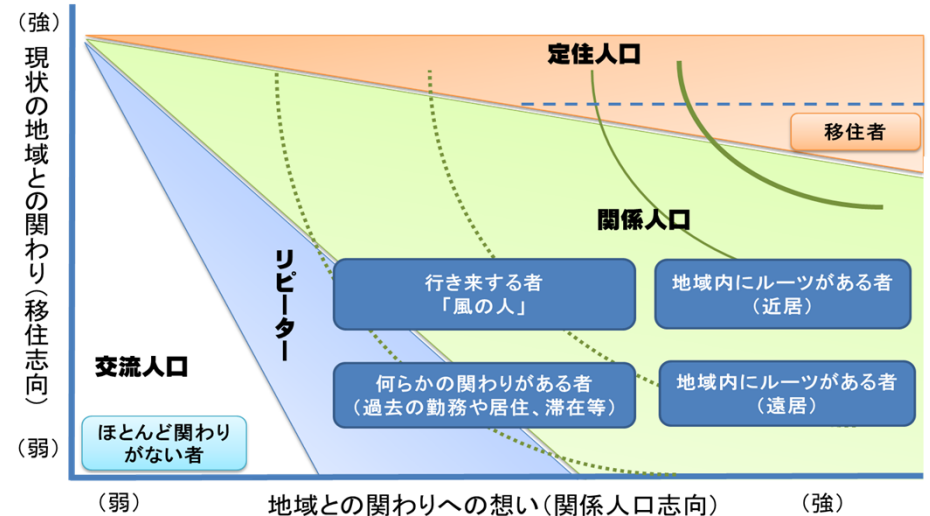 （強）
現状の地域との関わり（移住志向）
（弱）
定住人口
移住者
関係人口
リピーター
行き来する者
「風の人」
地域内にルーツがある者
（近居）
交流人口
何らかの関わりがある者
（過去の勤務や居住、滞在等）
地域内にルーツがある者
（遠居）
ほとんど関わり
がない者
（弱）
地域との関わりへの想い（関係人口志向）
（強）